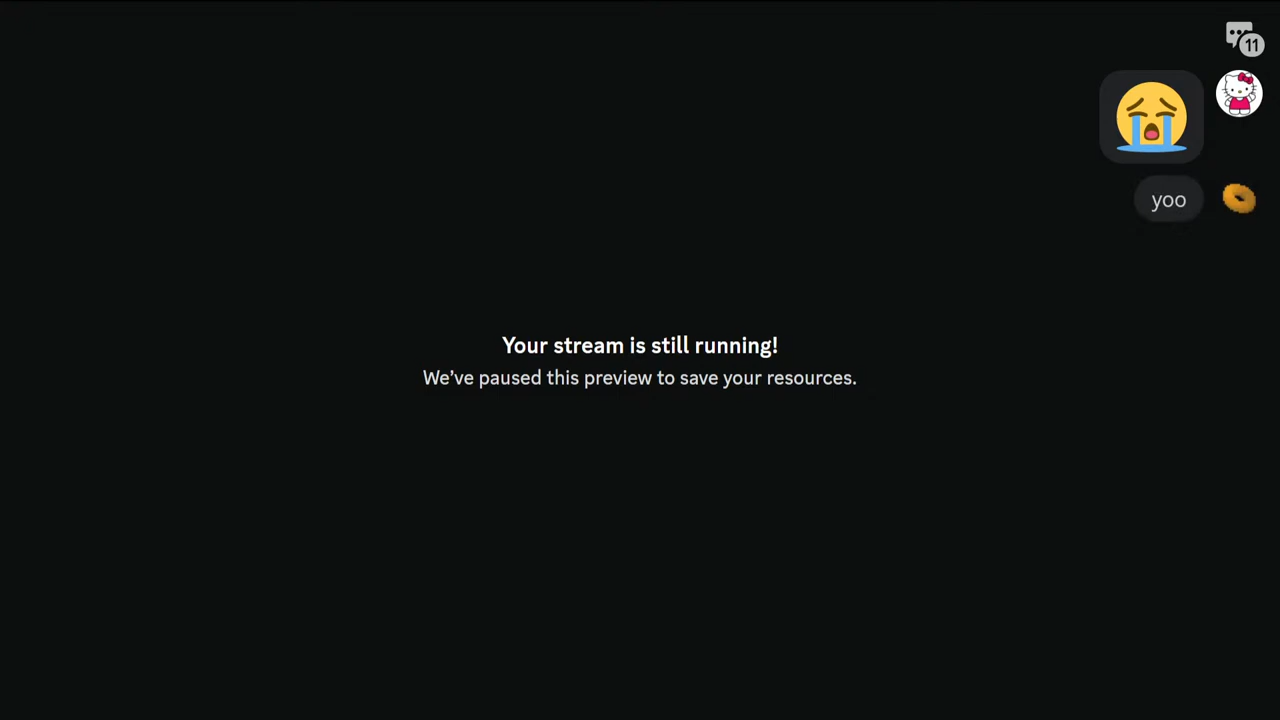 11
yoo
Your stream is still running!
We’ve paused this preview to save your resources.